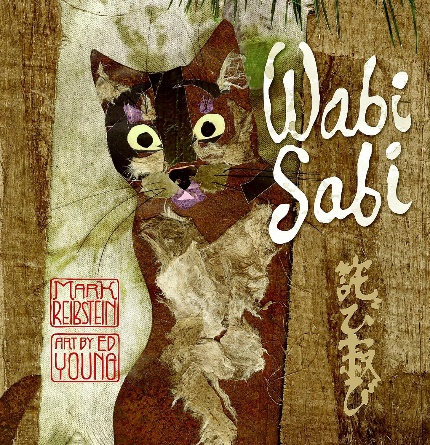 Wabi
Sabi
MARK
REIBSTEIN
ART BY ED
YOUNG
侘び寂び